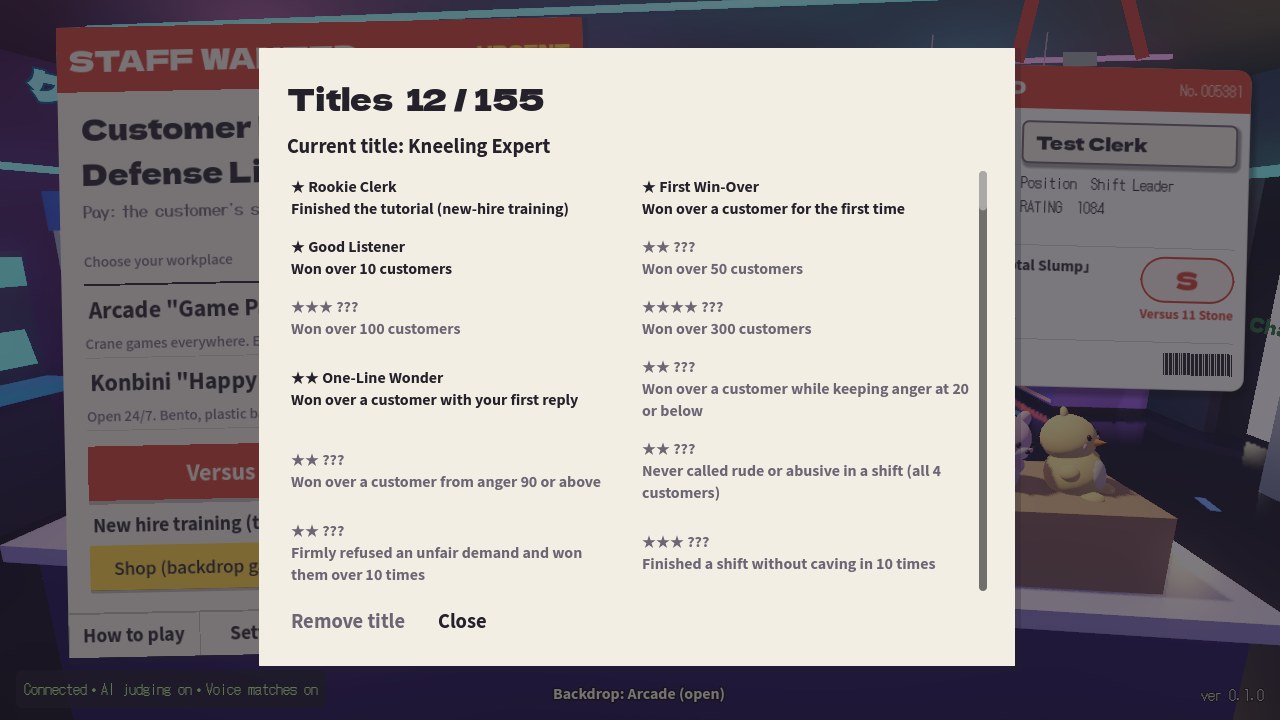 STAFF WA
Customer
Defense Li
Pay: the customer's s
Choose your workplace
Arcade "Game P
Crane games everywhere. E
Konbini "Happy
Open 24/7. Bento, plastic b
Versus
New hire training (t
Shop (backdrop g
How to play
Set
Titles 12 / 155
Current title: Kneeling Expert
★ Rookie Clerk
Finished the tutorial (new-hire training)
★ First Win-Over
Won over a customer for the first time
★ Good Listener
Won over 10 customers
★★ ???
Won over 50 customers
★★★ ???
Won over 100 customers
★★★★ ???
Won over 300 customers
★★ One-Line Wonder
Won over a customer with your first reply
★★ ???
Won over a customer while keeping anger at 20
or below
★★ ???
Won over a customer from anger 90 or above
★★ ???
Never called rude or abusive in a shift (all 4
customers)
★★ ???
Firmly refused an unfair demand and won
them over 10 times
★★★ ???
Finished a shift without caving in 10 times
Remove title
Close
No. 005381
Test Clerk
Position Shift Leader
RATING 1084
tal Slump」
S
Versus 11 Stone
Connected・AI judging on・Voice matches on
Backdrop: Arcade (open)
ver 0.1.0